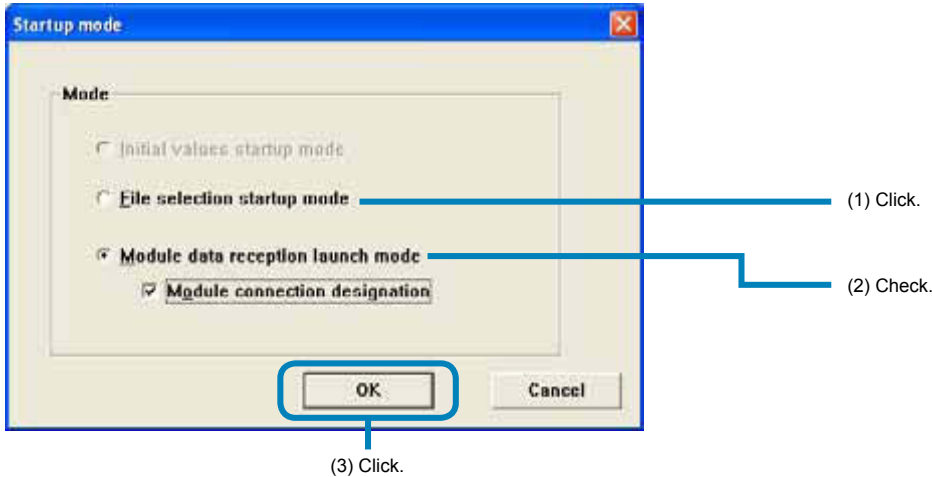 Startup mode
Mode
Initial values startup mode
File selection startup mode
(1) Click.
Module data reception launch mode
Module connection designation
(2) Check.
OK
Cancel
(3) Click.